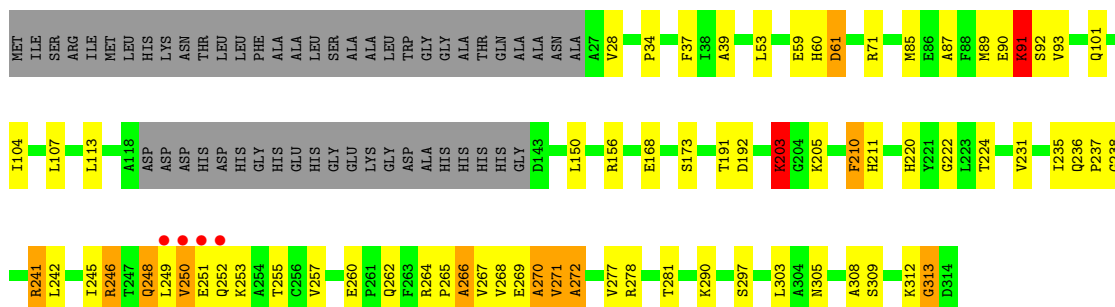 MET ILE SER ARG ILE MET LEU HIS LYS ASN THR LEU LEU PHE ALA ALA LEU SER ALA ALA LEU TRP GLY GLY ALA THR GLN ALA ASN ALA A27 V28 P34 F37 I38 A39 L53 E59 H60 D61 R71 M85 E86 A87 F88 M89 E90 K91 S92 V93 Q101
I104 L107 L113 A118 ASP ASP ASP HIS ASP HIS GLY HIS GLU HIS GLY LYS GLY ASP ALA HIS HIS HIS HIS GLY D143 L150 R156 E168 S173 T191 D192 K203 G204 K205 F210 H211 H220 Y221 G222 L223 T224 V231 I235 Q236 P237
R241 L242 I245 R246 T247 Q248 L249 V250 E251 Q252 K253 A254 T255 C256 V257 E260 P261 Q262 F263 R264 P265 A266 V267 V268 E269 A270 V271 A272 V277 R278 T281 K290 S297 L303 A304 N305 A308 S309 K312 G313 D314